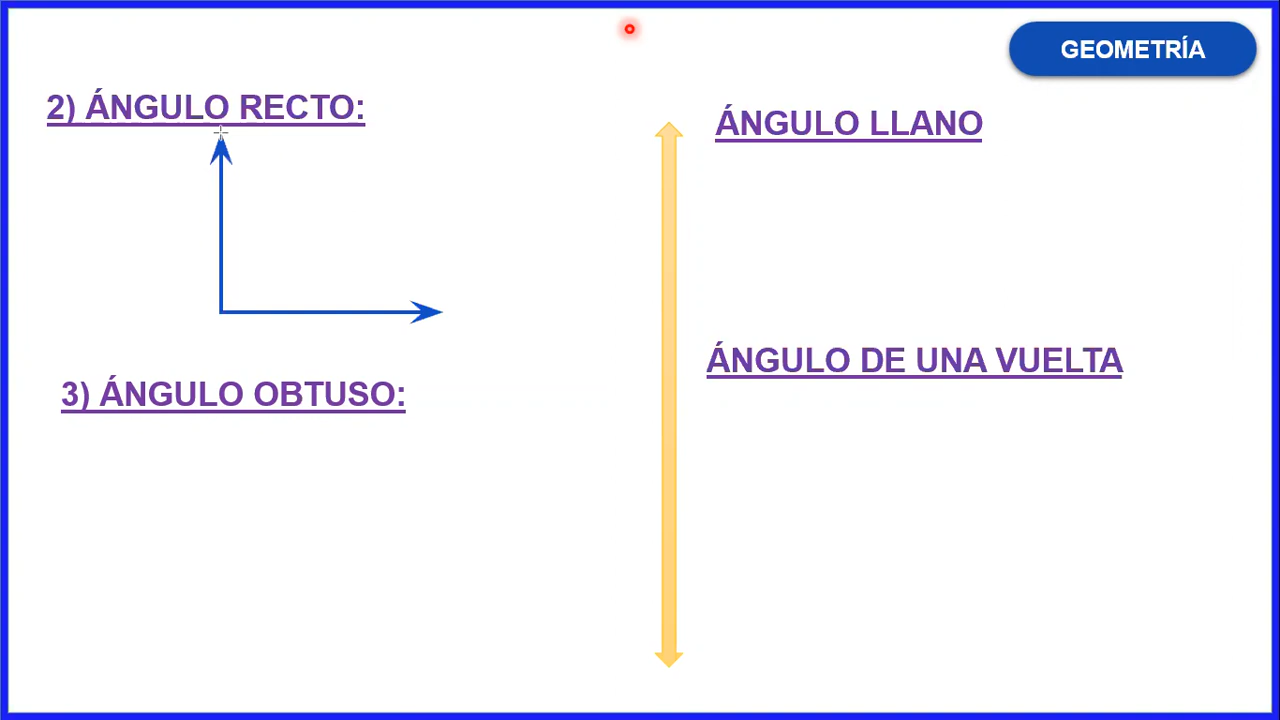 GEOMETRÍA
2) ÁNGULO RECTO:
3) ÁNGULO OBTUSO:
ÁNGULO LLANO
ÁNGULO DE UNA VUELTA